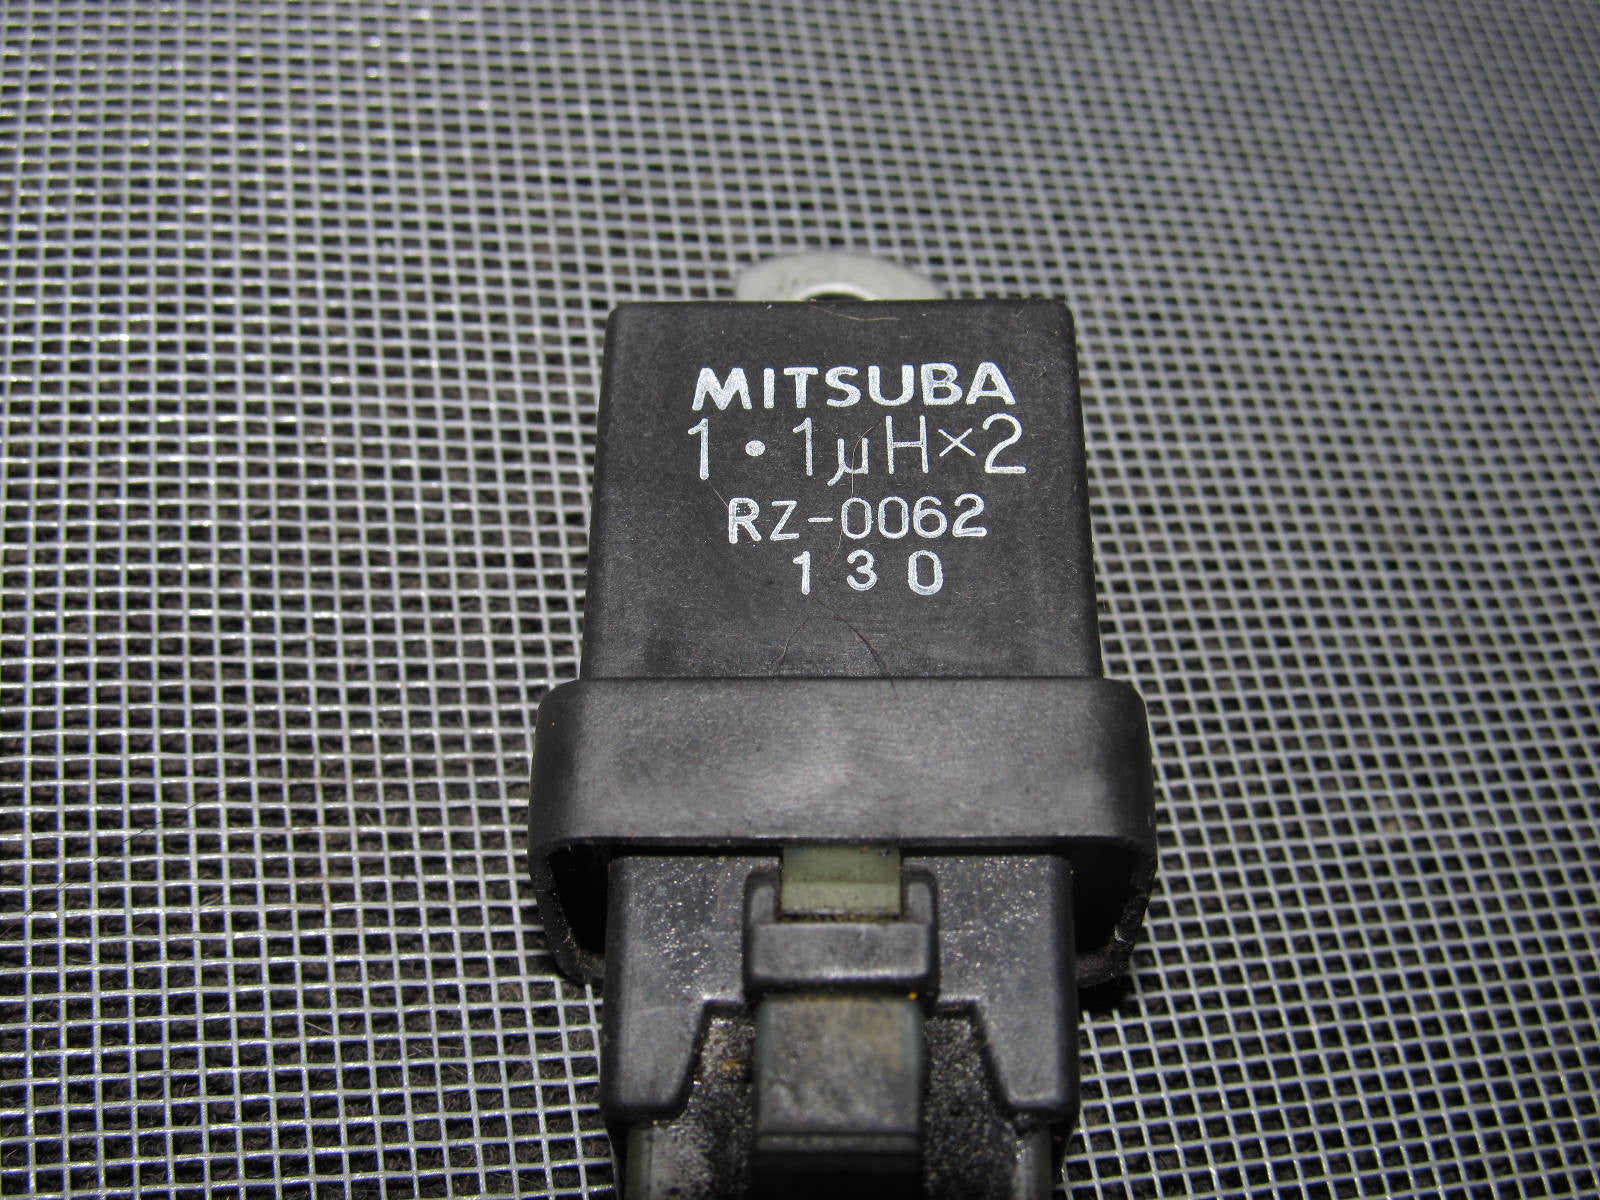 MITSUBA
1・1μH×2
RZ-0062
130